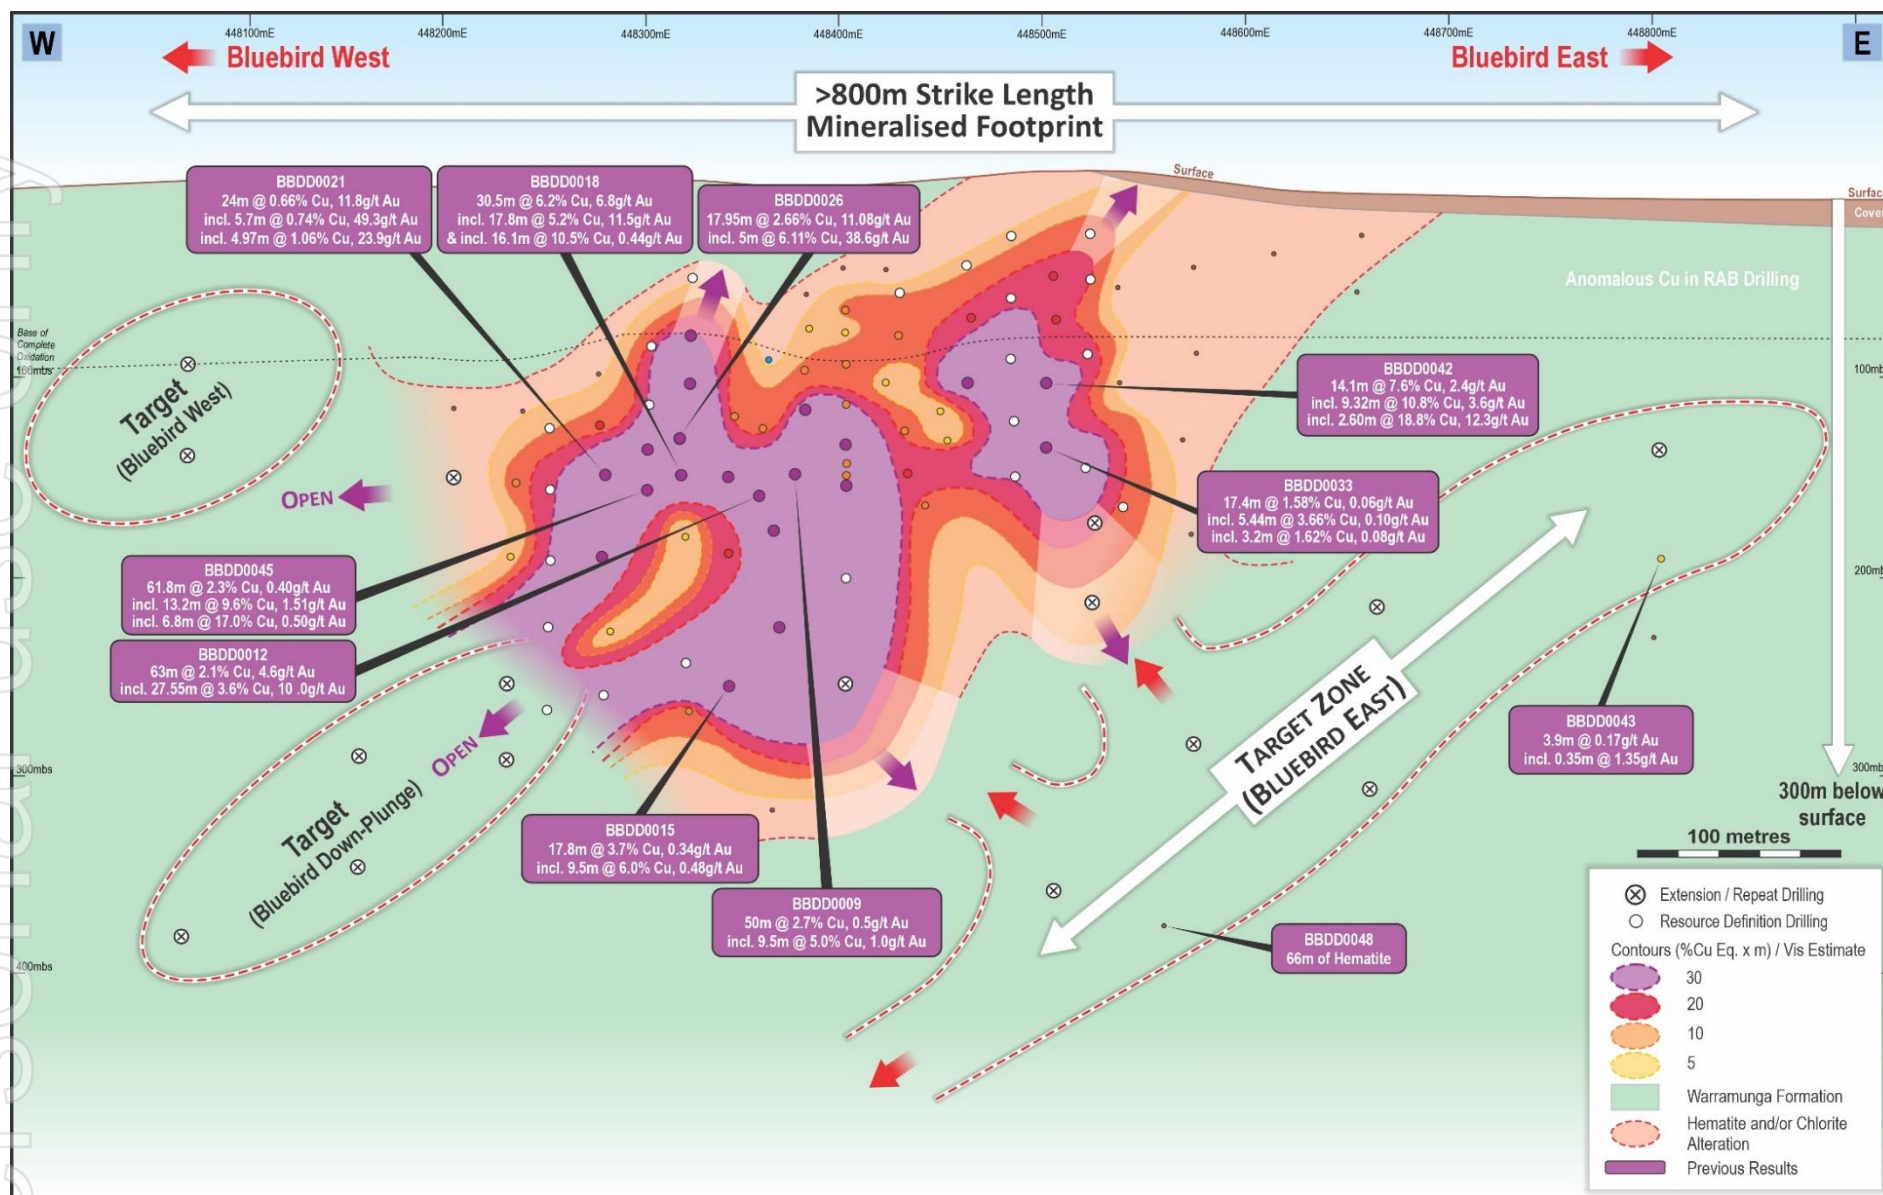 448100mE
448200mE
448300mE
448400mE
448500mE
448600mE
448700mE
448800mE
W
E
Bluebird West
Bluebird East
>800m Strike Length
Mineralised Footprint
Surface
Surface
Cover
BBDD0021
24m @ 0.66% Cu, 11.8g/t Au
incl. 5.7m @ 0.74% Cu, 49.3g/t Au
incl. 4.97m @ 1.06% Cu, 23.9g/t Au
BBDD0018
30.5m @ 6.2% Cu, 6.8g/t Au
incl. 17.8m @ 5.2% Cu, 11.5g/t Au
& incl. 16.1m @ 10.5% Cu, 0.44g/t Au
BBDD0026
17.95m @ 2.66% Cu, 11.08g/t Au
incl. 5m @ 6.11% Cu, 38.6g/t Au
Anomalous Cu in RAB Drilling
Base of
Complete
Oxidation
100mbs
100mbs
Target
(Bluebird West)
BBDD0042
14.1m @ 7.6% Cu, 2.4g/t Au
incl. 9.32m @ 10.8% Cu, 3.6g/t Au
incl. 2.60m @ 18.8% Cu, 12.3g/t Au
OPEN
BBDD0033
17.4m @ 1.58% Cu, 0.06g/t Au
incl. 5.44m @ 3.66% Cu, 0.10g/t Au
incl. 3.2m @ 1.62% Cu, 0.08g/t Au
BBDD0045
61.8m @ 2.3% Cu, 0.40g/t Au
incl. 13.2m @ 9.6% Cu, 1.51g/t Au
incl. 6.8m @ 17.0% Cu, 0.50g/t Au
200mbs
BBDD0012
63m @ 2.1% Cu, 4.6g/t Au
incl. 27.55m @ 3.6% Cu, 10 .0g/t Au
OPEN
TARGET ZONE
(BLUEBIRD EAST)
BBDD0043
3.9m @ 0.17g/t Au
incl. 0.35m @ 1.35g/t Au
300mbs
300mbs
300m below
surface
Target
(Bluebird Down-Plunge)
BBDD0015
17.8m @ 3.7% Cu, 0.34g/t Au
incl. 9.5m @ 6.0% Cu, 0.48g/t Au
100 metres
BBDD0009
50m @ 2.7% Cu, 0.5g/t Au
incl. 9.5m @ 5.0% Cu, 1.0g/t Au
BBDD0048
66m of Hematite
400mbs
Extension / Repeat Drilling
Resource Definition Drilling
Contours (%Cu Eq. x m) / Vis Estimate
30
20
10
5
Warramunga Formation
Hematite and/or Chlorite
Alteration
Previous Results